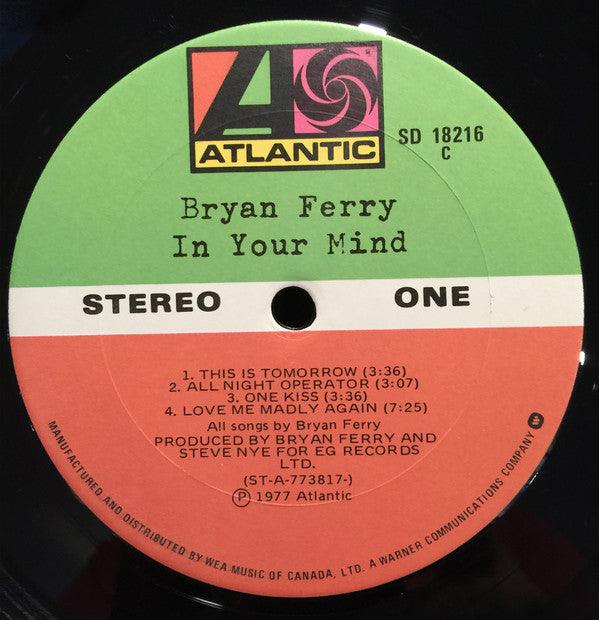 ATLANTIC
SD 18216
C
Bryan Ferry
In Your Mind
STEREO ONE
1. THIS IS TOMORROW (3:36)
2. ALL NIGHT OPERATOR (3:07)
3. ONE KISS (3:36)
4. LOVE ME MADLY AGAIN (7:25)
All songs by Bryan Ferry
PRODUCED BY BRYAN FERRY AND
STEVE NYE FOR EG RECORDS
LTD.
(ST-A-773817-)
Ⓟ 1977 Atlantic
MANUFACTURED AND DISTRIBUTED BY WEA MUSIC OF CANADA, LTD. A WARNER COMMUNICATIONS COMPANY